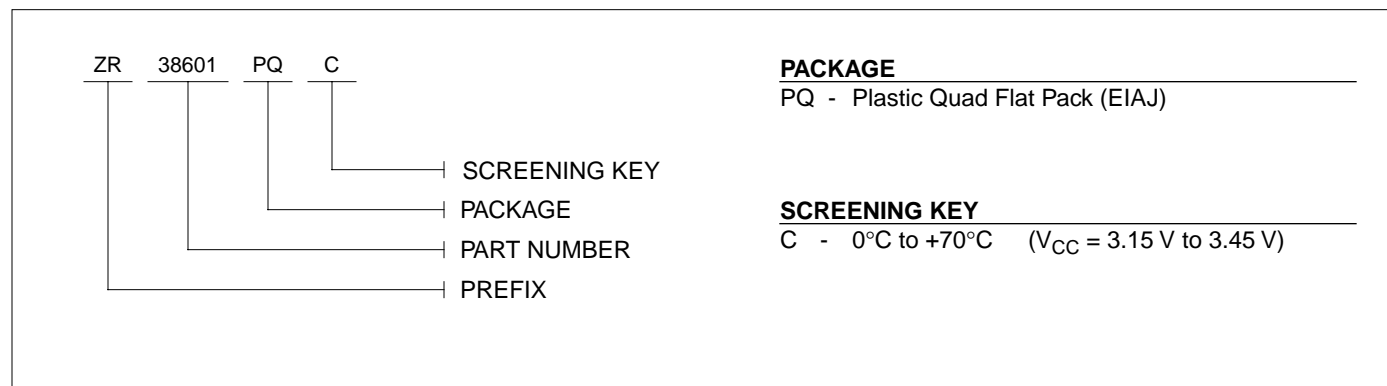 ZR 38601 PQ C
SCREENING KEY
PACKAGE
PART NUMBER
PREFIX
PACKAGE
PQ - Plastic Quad Flat Pack (EIAJ)
SCREENING KEY
C - 0°C to +70°C (VCC = 3.15 V to 3.45 V)